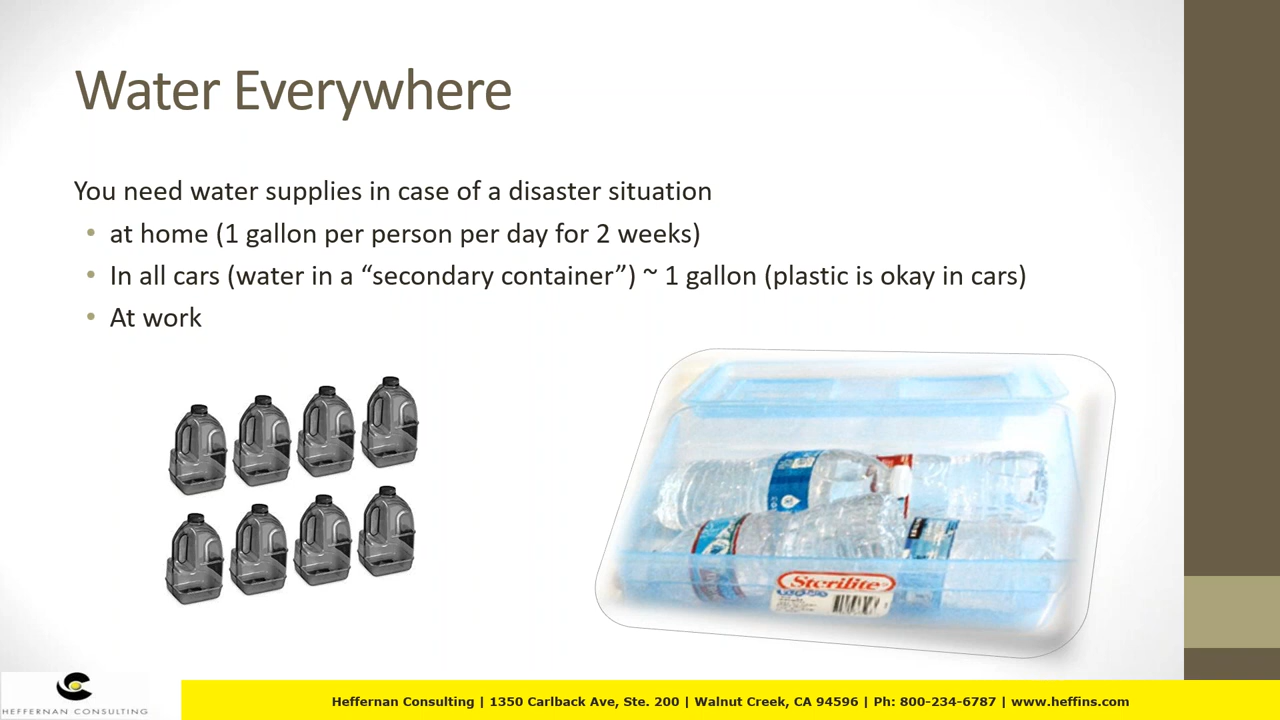 Water Everywhere
You need water supplies in case of a disaster situation
• at home (1 gallon per person per day for 2 weeks)
• In all cars (water in a “secondary container”) ~ 1 gallon (plastic is okay in cars)
• At work
Sterilite
HEFFERNAN CONSULTING
Heffernan Consulting | 1350 Carlback Ave, Ste. 200 | Walnut Creek, CA 94596 | Ph: 800-234-6787 | www.heffins.com